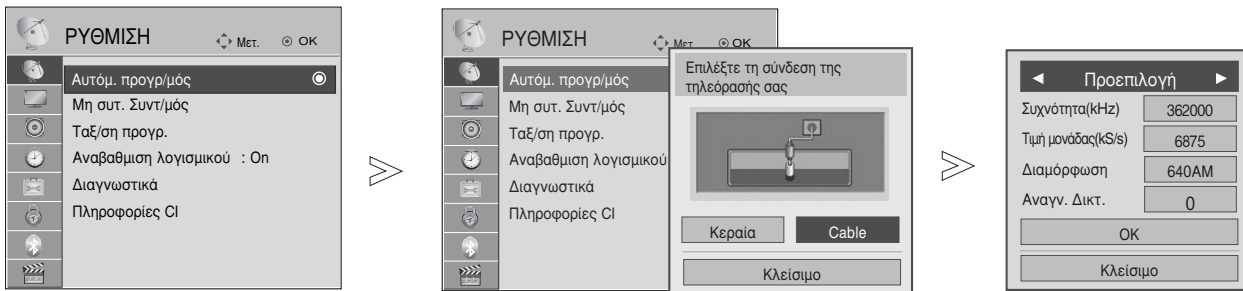 ΡΥΘΜΙΣΗ
Μετ.
OK
Αυτόμ. προγρ/μός
Μη συτ. Συντ/μός
Ταξ/ση προγρ.
Αναβαθμιση λογισμικού : On
Διαγνωστικά
Πληροφορίες CI
ΡΥΘΜΙΣΗ
Μετ.
OK
Αυτόμ. προγρ/μός
Μη συτ. Συντ/μός
Ταξ/ση προγρ.
Αναβαθμιση λογισμικού
Διαγνωστικά
Πληροφορίες CI
Επιλέξτε τη σύνδεση της
τηλεόρασής σας
Κεραία
Cable
Κλείσιμο
◄ Προεπιλογή ►
Συχνότητα(kHz) 362000
Τιμή μονάδας(kS/s) 6875
Διαμόρφωση 640AM
Αναγν. Δικτ. 0
OK
Κλείσιμο